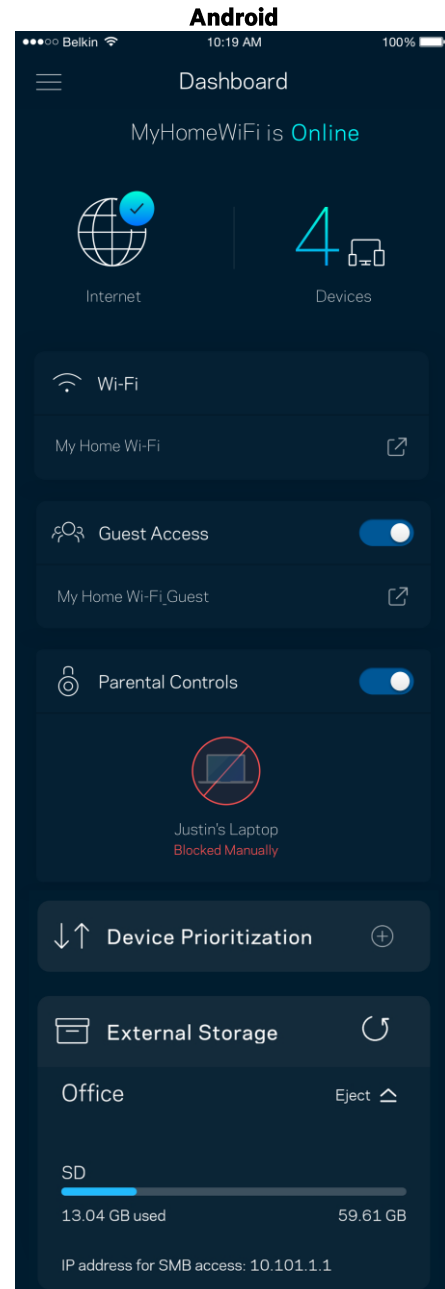 Android
Belkin 10:19 AM 100%
Dashboard
MyHomeWiFi is Online
4
Internet Devices
Wi-Fi
My Home Wi-Fi
Guest Access
My Home Wi-Fi_Guest
Parental Controls
Justin's Laptop
Blocked Manually
Device Prioritization
External Storage
Office Eject
SD
13.04 GB used 59.61 GB
IP address for SMB access: 10.101.1.1